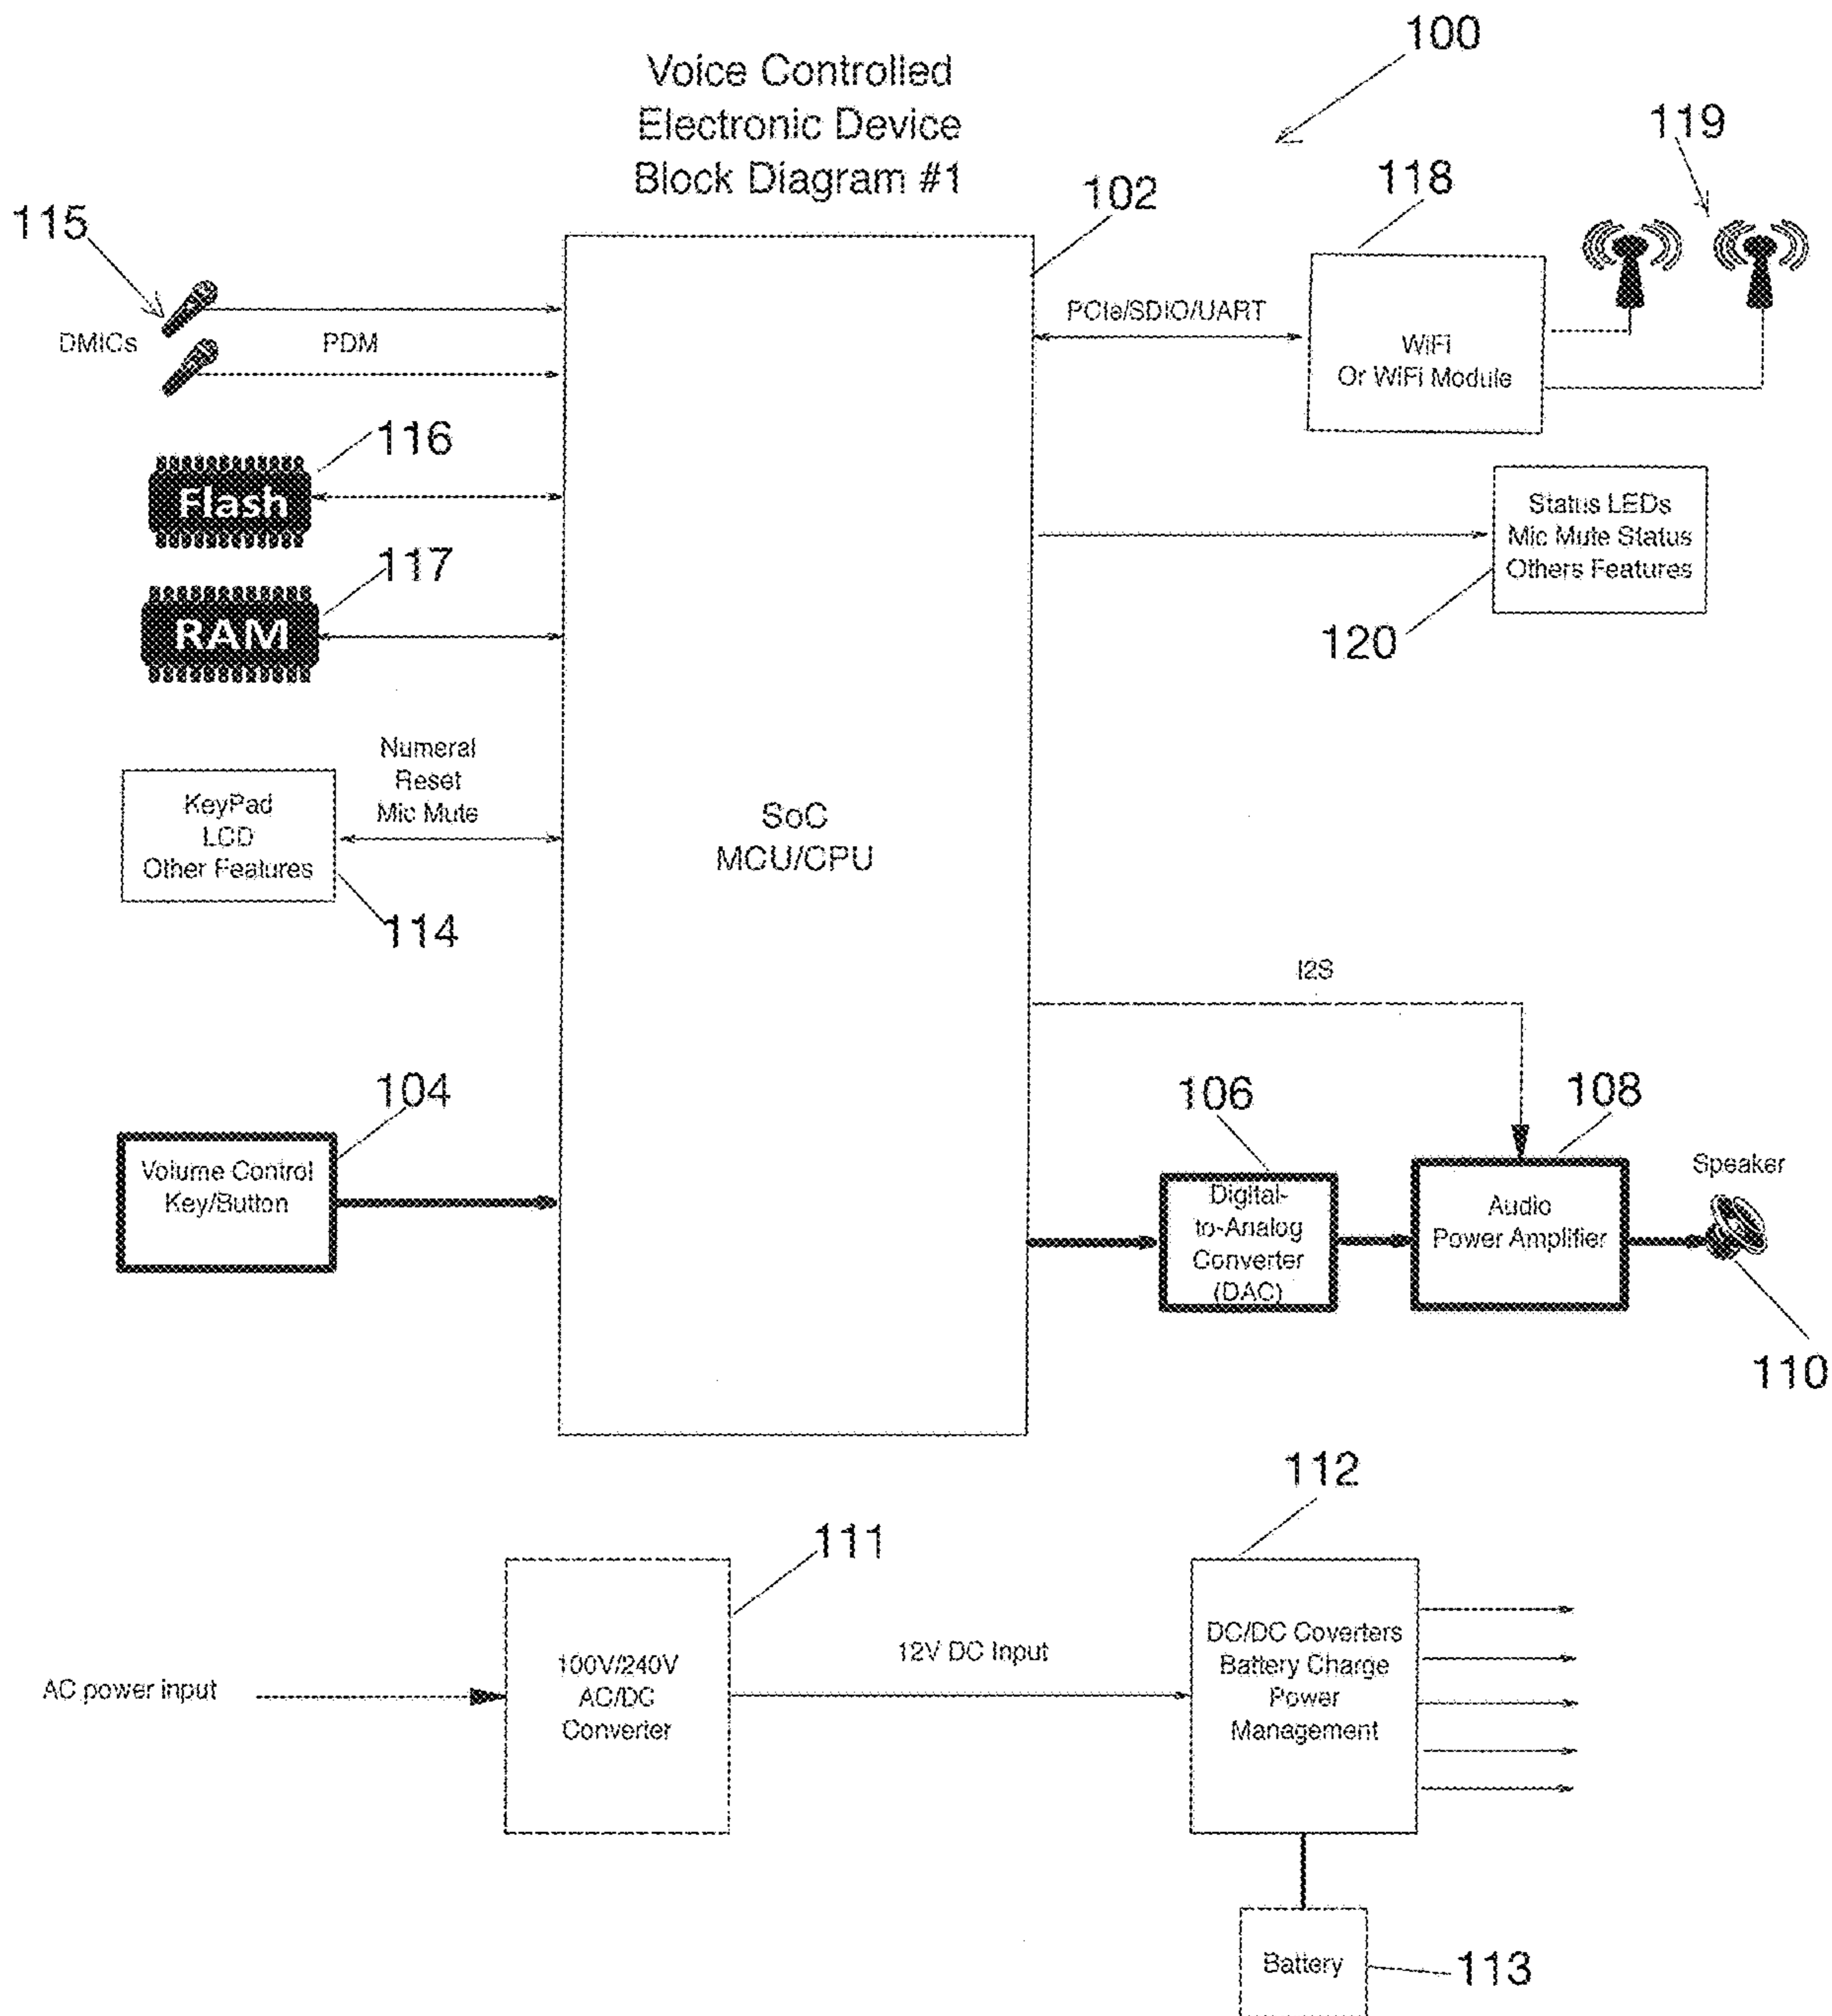 100
Voice Controlled
Electronic Device
Block Diagram #1
119
118
102
115
PCIe/SDIO/UART
DMICs
PDM
WiFi
Or WiFi Module
116
Flash
Status LEDs
Mic Mute Status
Others Features
117
RAM
120
Numeral
Reset
Mic Mute
KeyPad
LCD
Other Features
SoC
MCU/CPU
114
I2S
104
106
108
Volume Control
Key/Button
Digital-
to-Analog
Converter
(DAC)
Audio
Power Amplifier
Speaker
110
112
111
100V/240V
AC/DC
Converter
12V DC Input
DC/DC Coverters
Battery Charge
Power
Management
AC power input
Battery
113